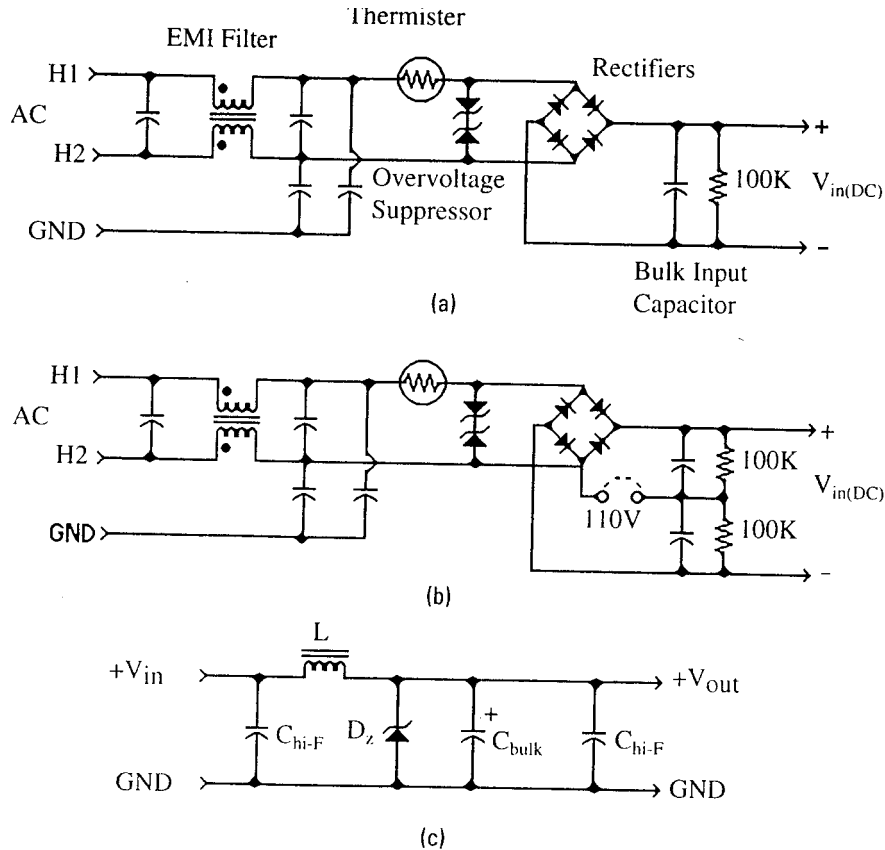 Thermister
EMI Filter
Rectifiers
H1
AC
H2
GND
Overvoltage
Suppressor
100K
+
V_in(DC)
-
Bulk Input
Capacitor
(a)
H1
AC
H2
GND
110V
100K
100K
+
V_in(DC)
-
(b)
L
+V_in
+V_out
C_hi-F
D_z
+
C_bulk
C_hi-F
GND
GND
(c)